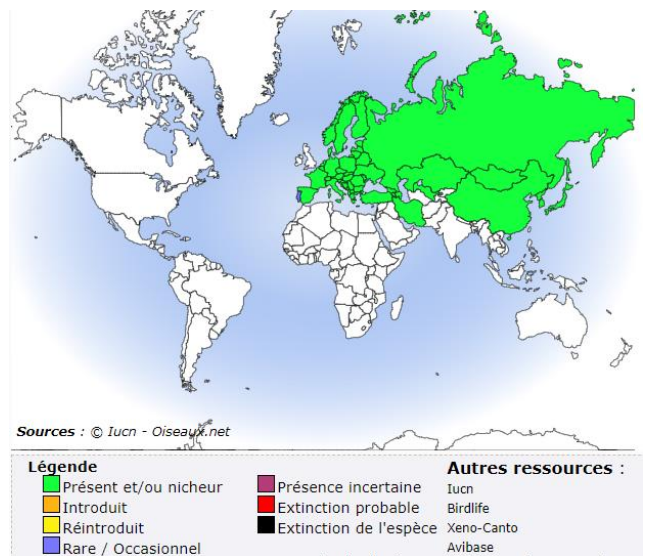 Sources : © Iucn - Oiseaux.net
Légende
Présent et/ou nicheur
Introduit
Réintroduit
Rare / Occasionnel
Présence incertaine
Extinction probable
Extinction de l'espèce
Autres ressources :
Iucn
Birdlife
Xeno-Canto
Avibase